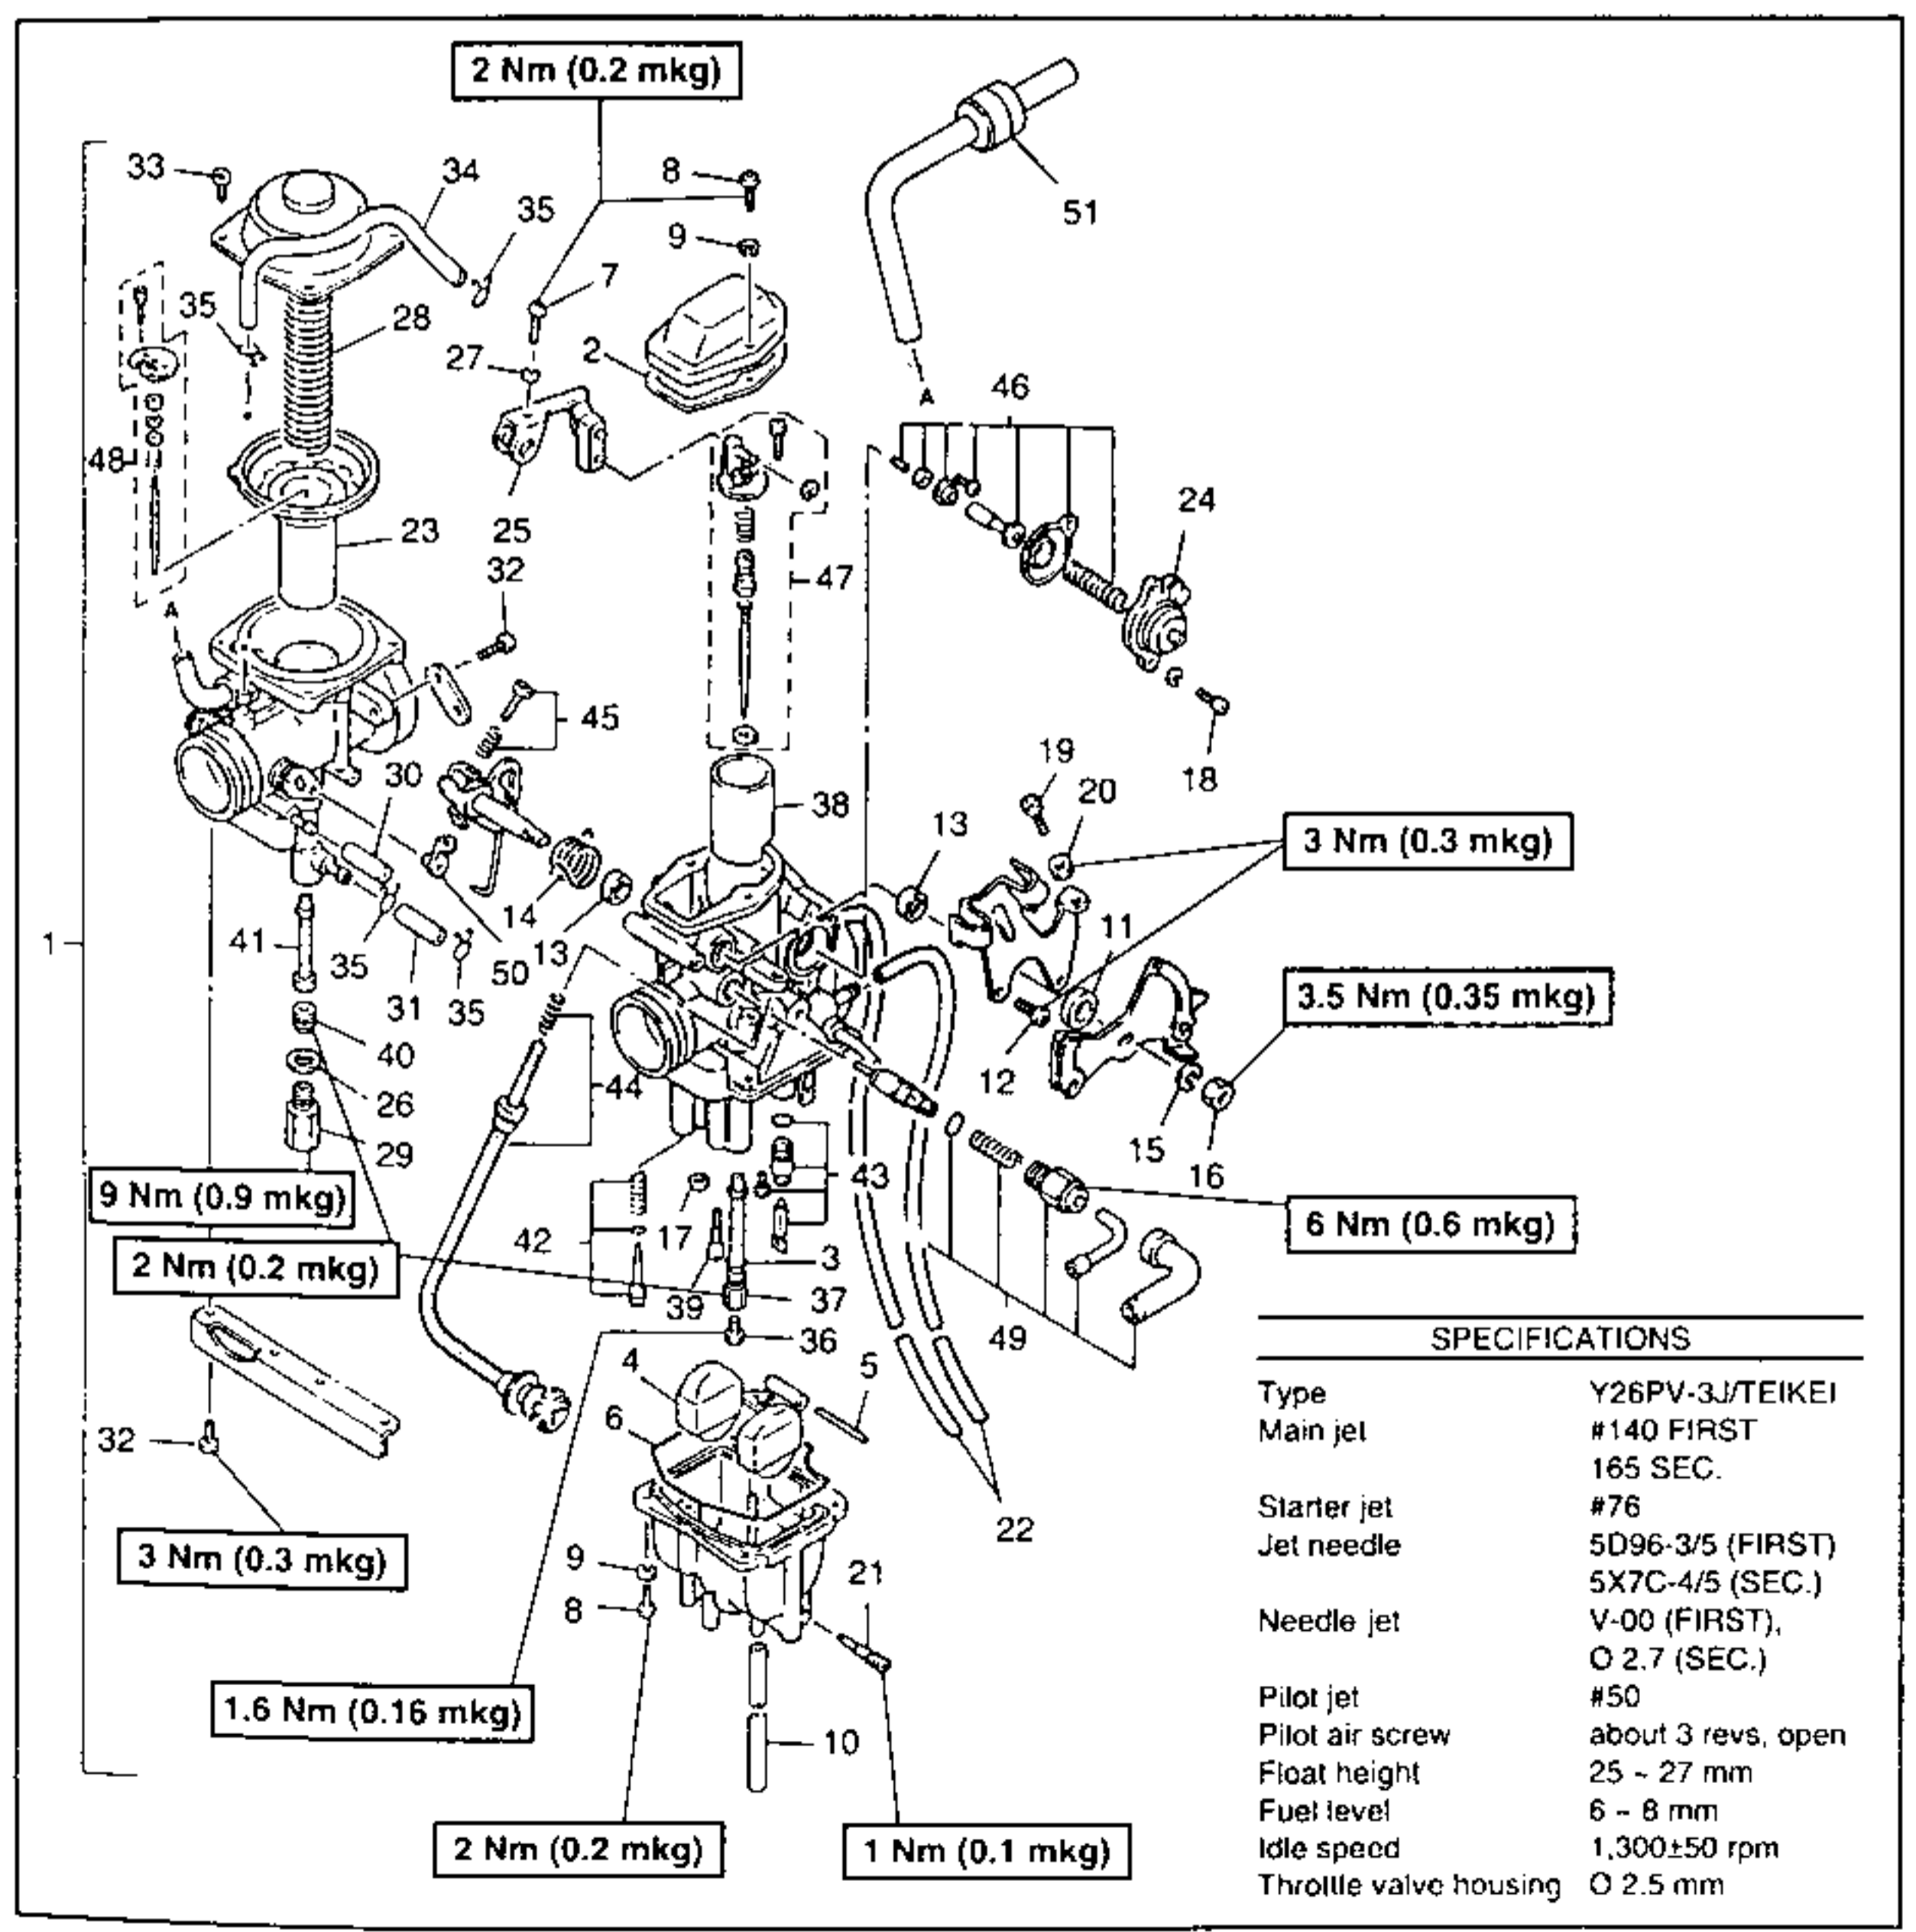 2 Nm (0.2 mkg)
33
34
8
35
51
9
7
35
28
27
2
A
46
48
24
23
25
32
47
A
45
18
19
20
30
38
13
3 Nm (0.3 mkg)
14
11
1
41
35
50
13
3.5 Nm (0.35 mkg)
31
35
40
12
44
26
15
29
16
43
9 Nm (0.9 mkg)
6 Nm (0.6 mkg)
42
17
3
2 Nm (0.2 mkg)
39
37
49
36
4
5
6
32
22
3 Nm (0.3 mkg)
9
21
8
1.6 Nm (0.16 mkg)
10
2 Nm (0.2 mkg)
1 Nm (0.1 mkg)
SPECIFICATIONS
Type Y26PV-3J/TEIKEI
Main jet #140 FIRST
165 SEC.
Starter jet #76
Jet needle 5D96-3/5 (FIRST)
5X7C-4/5 (SEC.)
Needle jet V-00 (FIRST),
O 2.7 (SEC.)
Pilot jet #50
Pilot air screw about 3 revs, open
Float height 25 ~ 27 mm
Fuel level 6 ~ 8 mm
Idle speed 1,300±50 rpm
Throttle valve housing O 2.5 mm